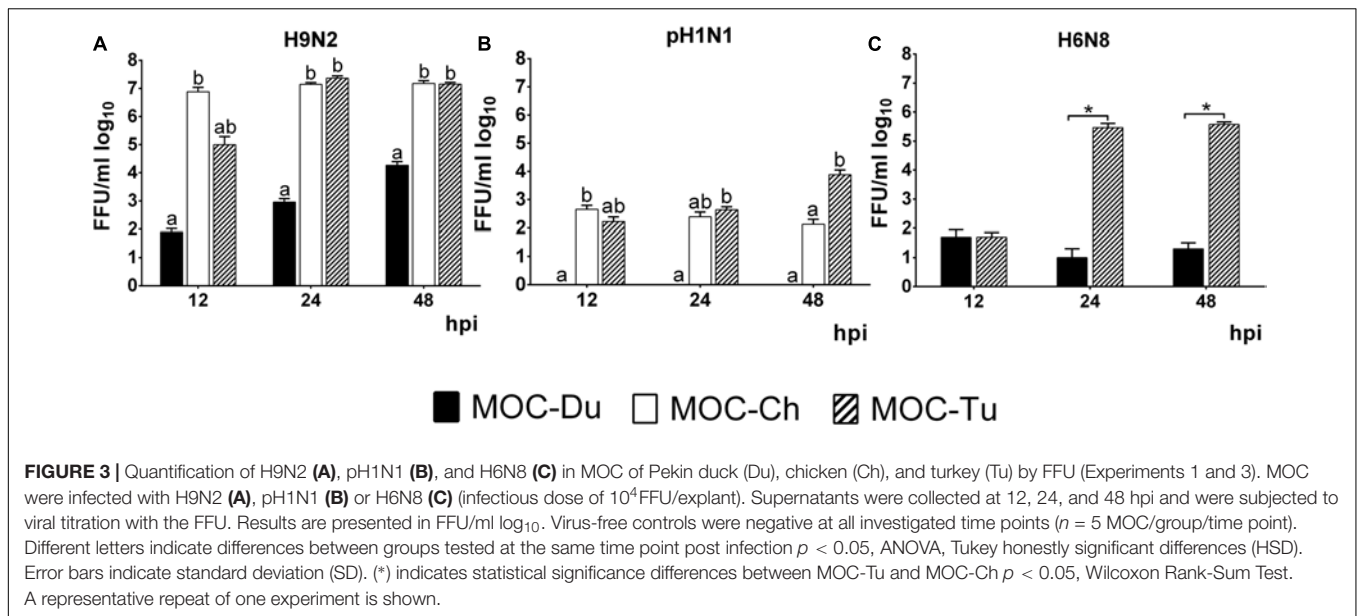 A
H9N2
B
pH1N1
C
H6N8
FFU/ml log10
8
7
6
5
4
3
2
1
0
a
b
ab
a
b
b
a
b
b
12
24
48
hpi
FFU/ml log10
8
7
6
5
4
3
2
1
0
a
b
ab
a
ab
b
a
a
b
12
24
48
hpi
FFU/ml log10
8
7
6
5
4
3
2
1
0
*
*
12
24
48
hpi
MOC-Du MOC-Ch MOC-Tu
FIGURE 3 | Quantification of H9N2 (A), pH1N1 (B), and H6N8 (C) in MOC of Pekin duck (Du), chicken (Ch), and turkey (Tu) by FFU (Experiments 1 and 3). MOC
were infected with H9N2 (A), pH1N1 (B) or H6N8 (C) (infectious dose of 10⁴FFU/explant). Supernatants were collected at 12, 24, and 48 hpi and were subjected to
viral titration with the FFU. Results are presented in FFU/ml log10. Virus-free controls were negative at all investigated time points (n = 5 MOC/group/time point).
Different letters indicate differences between groups tested at the same time point post infection p < 0.05, ANOVA, Tukey honestly significant differences (HSD).
Error bars indicate standard deviation (SD). (*) indicates statistical significance differences between MOC-Tu and MOC-Ch p < 0.05, Wilcoxon Rank-Sum Test.
A representative repeat of one experiment is shown.